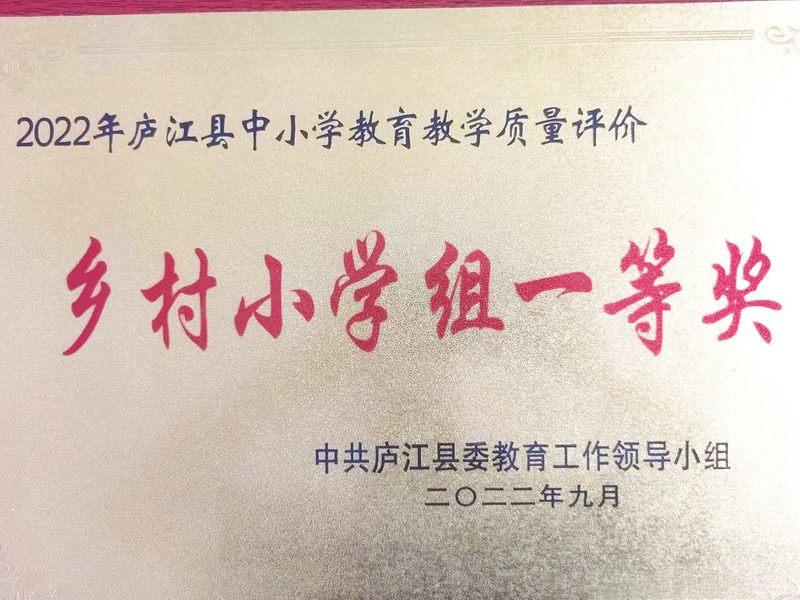 2022年庐江县中小学教育教学质量评价
乡村小学组一等奖
中共庐江县委教育工作领导小组
二〇二二年九月